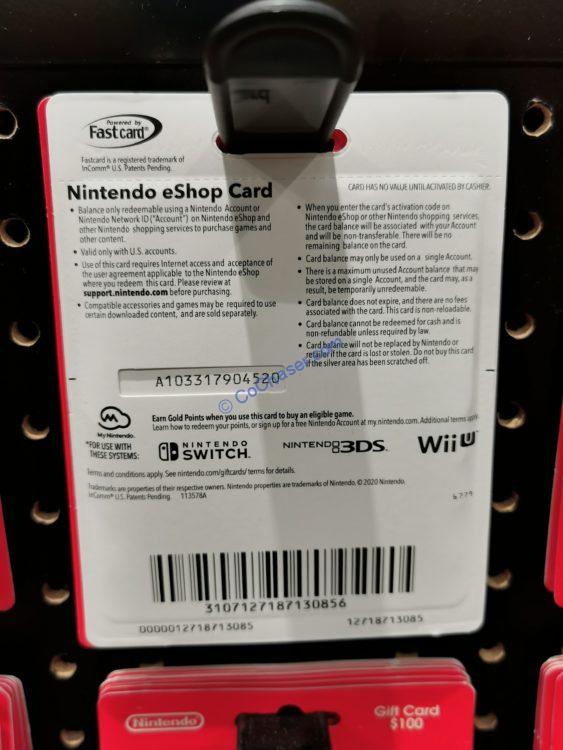 Powered by
Fastcard®
Fastcard is a registered trademark of
InComm® U.S. Patents Pending.
Nintendo eShop Card
CARD HAS NO VALUE UNTIL ACTIVATED BY CASHIER.
• Balance only redeemable using a Nintendo Account or
Nintendo Network ID ("Account") on Nintendo eShop and
other Nintendo shopping services to purchase games and
other content.
• Valid only with U.S. accounts.
• Use of this card requires Internet access and acceptance of
the user agreement applicable to the Nintendo eShop
where you redeem this card. Please review at
support.nintendo.com before purchasing.
• Compatible accessories and games may be required to use
certain downloaded content, and are sold separately.
• When you enter the card's activation code on
Nintendo eShop or other Nintendo shopping services,
the card balance will be associated with your Account
and will be non-transferable. There will be no
remaining balance on the card.
• Card balance may only be used on a single Account.
• There is a maximum unused Account balance that may
be stored on a single Account, and the card may, as a
result, be temporarily unredeemable.
• Card balance does not expire, and there are no fees
associated with the card. This card is non-reloadable.
• Card balance cannot be redeemed for cash and is
non-refundable unless required by law.
• Card balance will not be replaced by Nintendo or
retailer if the card is lost or stolen. Do not buy this card
if the silver area has been scratched off.
A103317904520
© CoChaser.com
My Nintendo
Earn Gold Points when you use this card to buy an eligible game.
Learn how to redeem your points, or sign up for a free Nintendo Account at my.nintendo.com. Additional terms apply.
*FOR USE WITH
THESE SYSTEMS:
NINTENDO
SWITCH™
NINTENDO3DS™
Wii U™
Terms and conditions apply. See nintendo.com/giftcards/terms for details.
Trademarks are properties of their respective owners. Nintendo properties are trademarks of Nintendo. © 2020 Nintendo.
InComm® U.S. Patents Pending. 113578A
6779
3107127187130856
0000012718713085
12718713085
Nintendo
Gift Card
$100